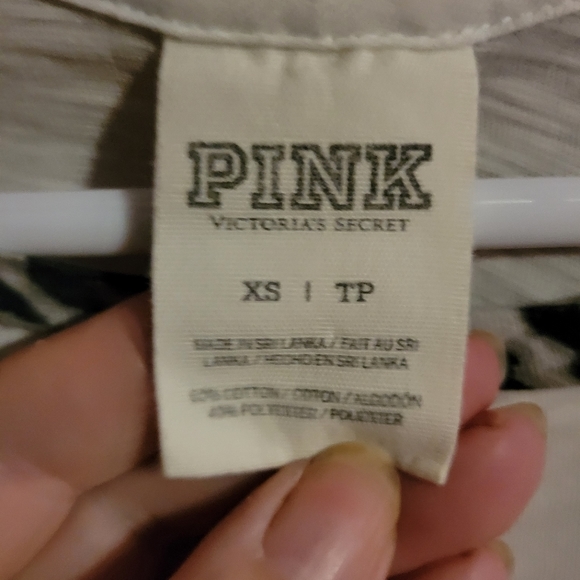 PINK
VICTORIA'S SECRET
XS | TP
MADE IN SRI LANKA / FAIT AU SRI
LANKA / HECHO EN SRI LANKA
60% COTTON / COTON / ALGODÓN
40% POLYESTER / POLIÉSTER